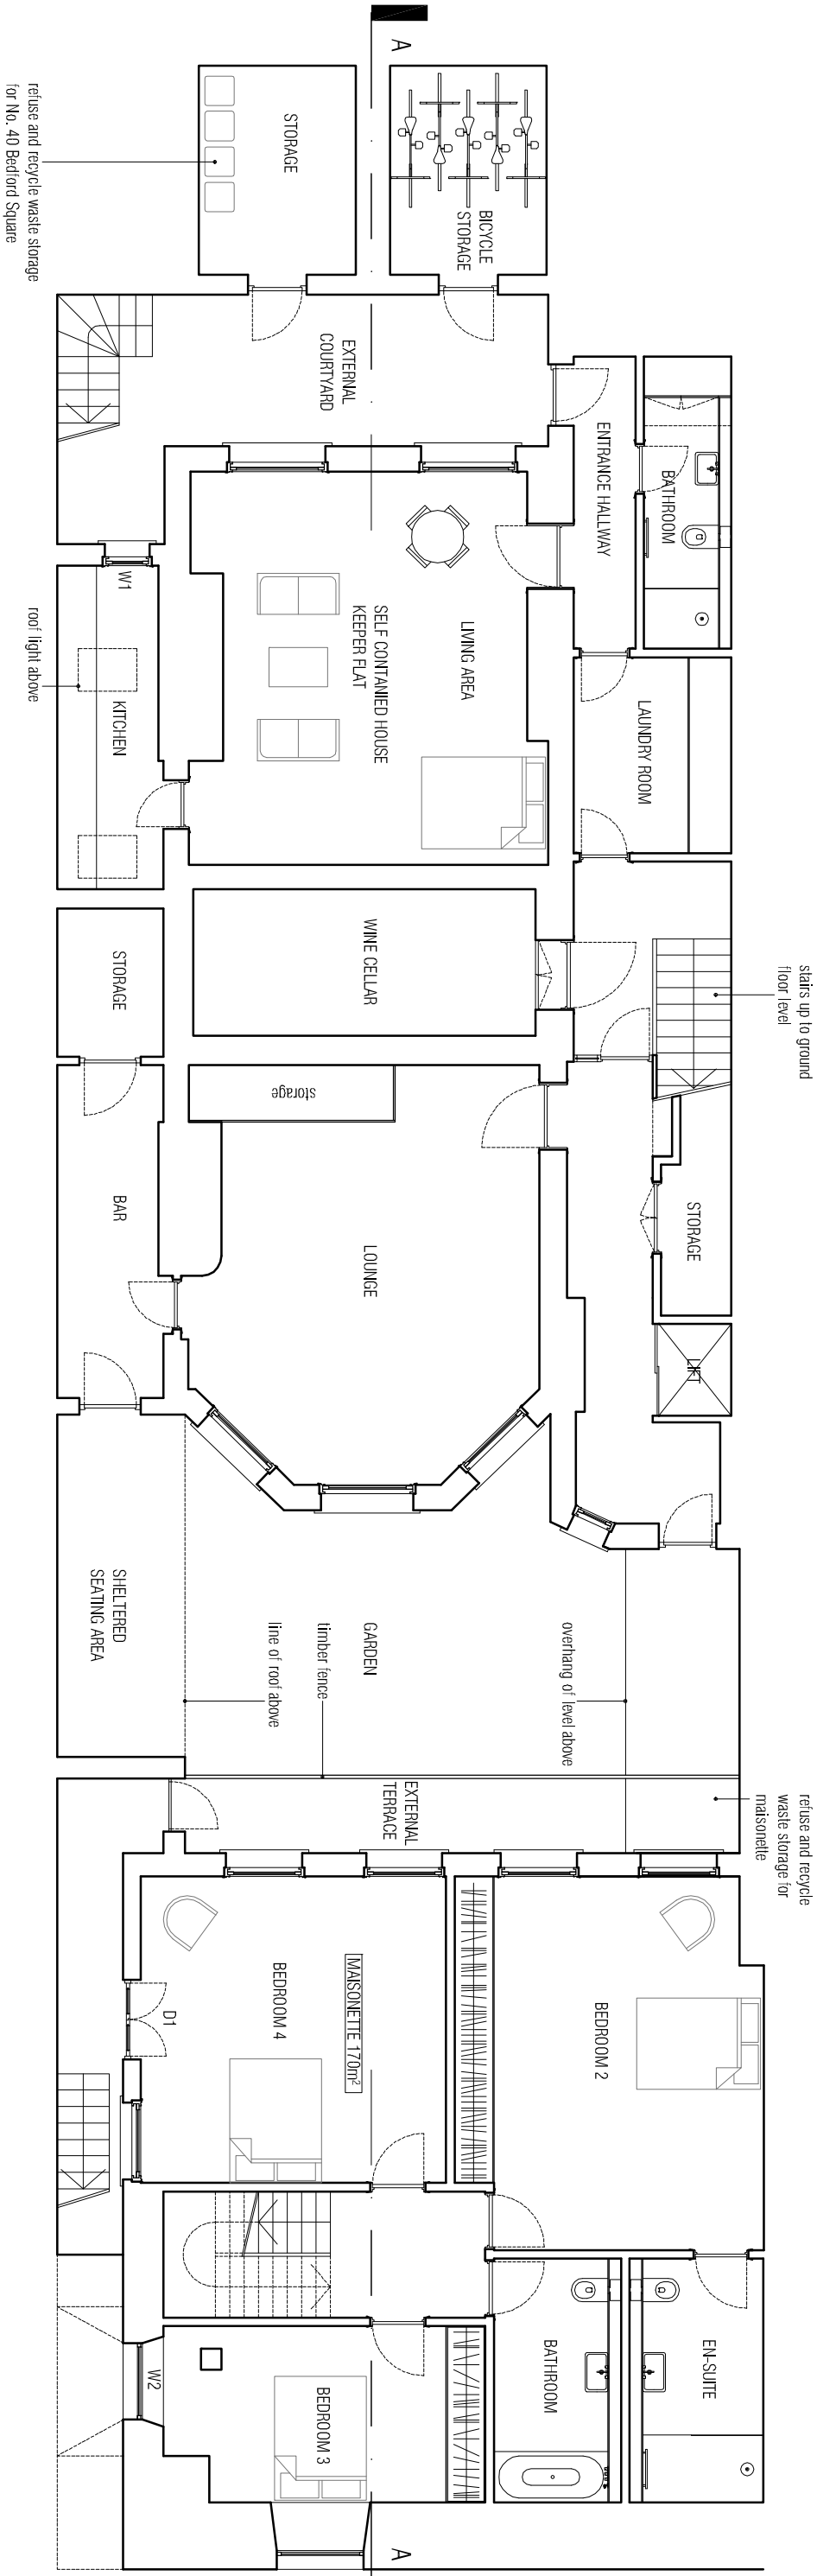 A
refuse and recycle waste storage
for No. 40 Bedford Square
STORAGE
BICYCLE
STORAGE
EXTERNAL
COURTYARD
ENTRANCE HALLWAY
BATHROOM
W1
roof light above
KITCHEN
SELF CONTANIED HOUSE
KEEPER FLAT
LIVING AREA
LAUNDRY ROOM
STORAGE
WINE CELLAR
stairs up to ground
floor level
storage
BAR
LOUNGE
STORAGE
LIFT
SHELTERED
SEATING AREA
line of roof above
timber fence
GARDEN
overhang of level above
EXTERNAL
TERRACE
refuse and recycle
waste storage for
maisonette
D1
BEDROOM 4
MAISONETTE 170m²
BEDROOM 2
W2
BEDROOM 3
BATHROOM
EN-SUITE
A